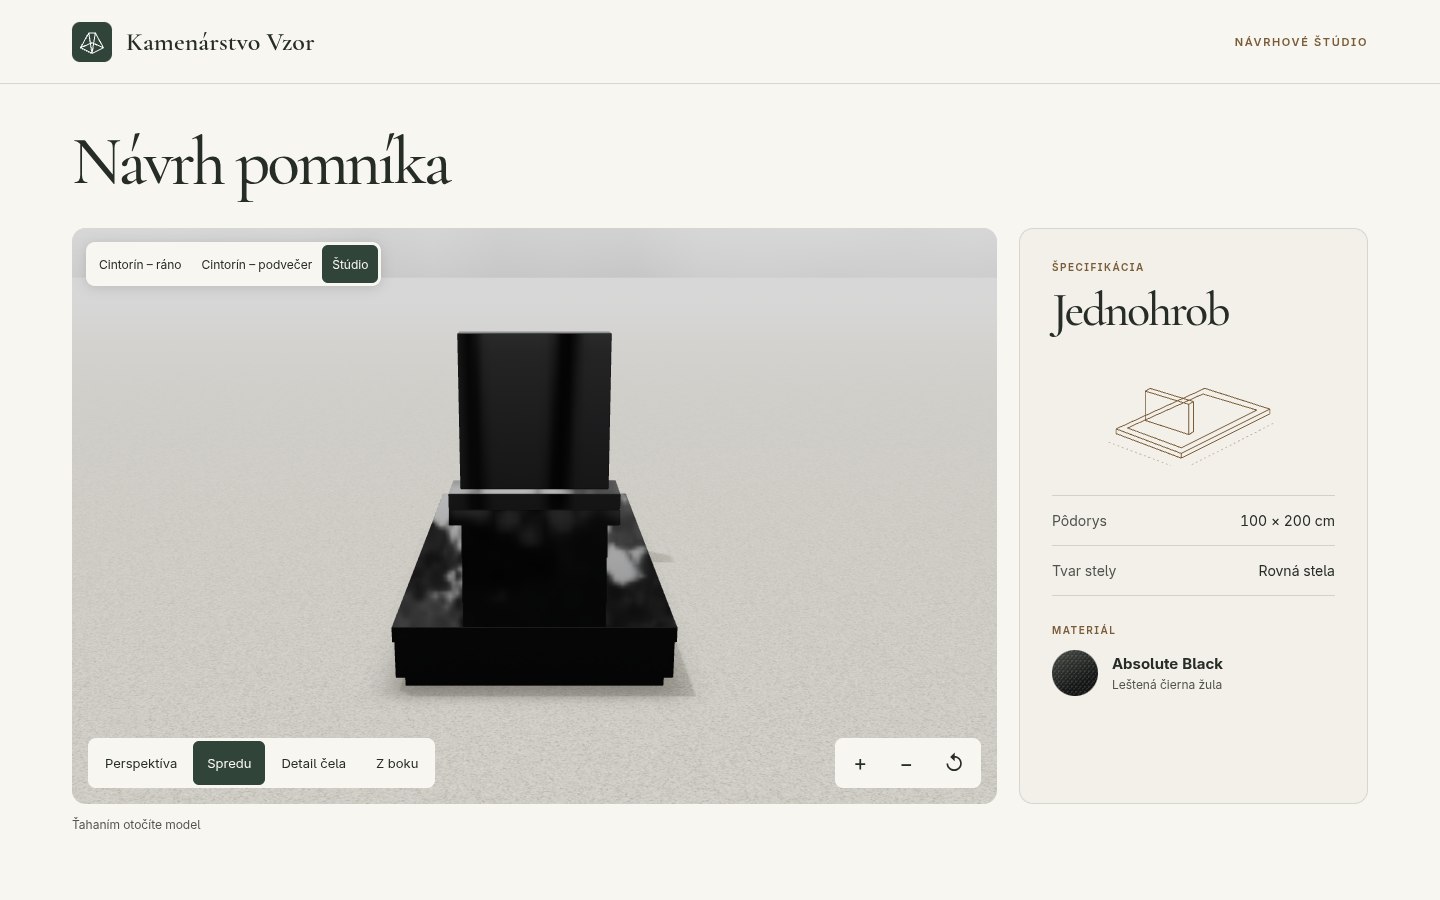 Kamenárstvo Vzor
NÁVRHOVÉ ŠTÚDIO
Návrh pomníka
Cintorín – ráno
Cintorín – podvečer
Štúdio
Perspektíva
Spredu
Detail čela
Z boku
+
−
Ťahaním otočíte model
ŠPECIFIKÁCIA
Jednohrob
Pôdorys
100 × 200 cm
Tvar stely
Rovná stela
MATERIÁL
Absolute Black
Leštená čierna žula